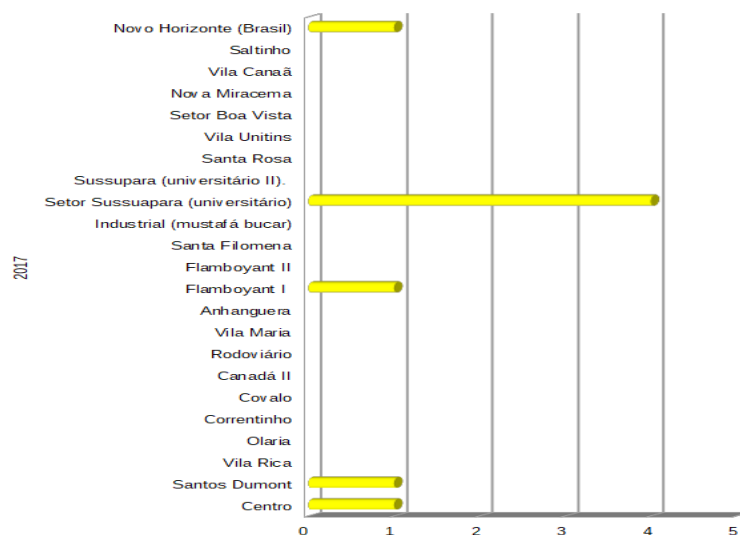 Novo Horizonte (Brasil)
Saltinho
Vila Canaã
Nova Miracema
Setor Boa Vista
Vila Unitins
Santa Rosa
Sussupara (universitário II).
Setor Sussuapara (universitário)
Industrial (mustafá bucar)
Santa Filomena
2017
Flamboyant II
Flamboyant I
Anhanguera
Vila Maria
Rodoviário
Canadá II
Covalo
Correntinho
Olaria
Vila Rica
Santos Dumont
Centro
0 1 2 3 4 5